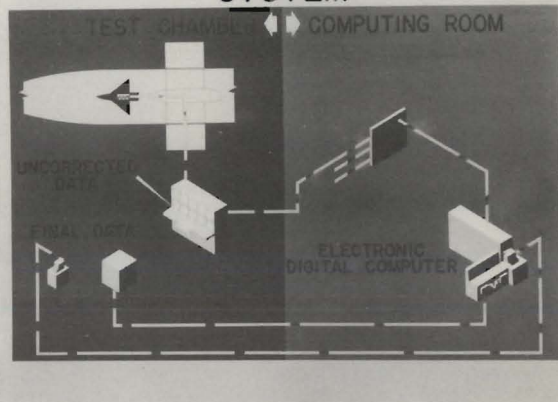 SYSTEM
TEST CHAMBER COMPUTING ROOM
UNCORRECTED
DATA
FINAL DATA
ELECTRONIC
DIGITAL COMPUTER